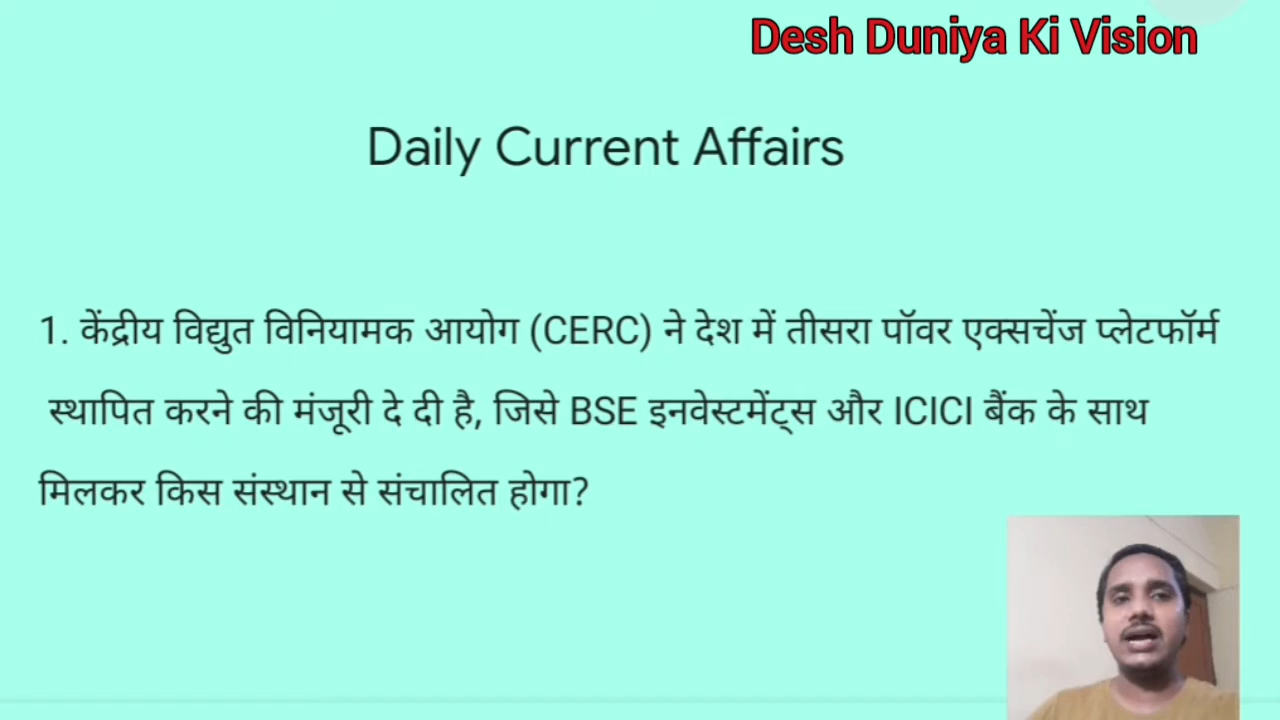 Desh Duniya Ki Vision
Daily Current Affairs
1. केंद्रीय विद्युत विनियामक आयोग (CERC) ने देश में तीसरा पॉवर एक्सचेंज प्लेटफॉर्म
स्थापित करने की मंजूरी दे दी है, जिसे BSE इनवेस्टमेंट्स और ICICI बैंक के साथ
मिलकर किस संस्थान से संचालित होगा?